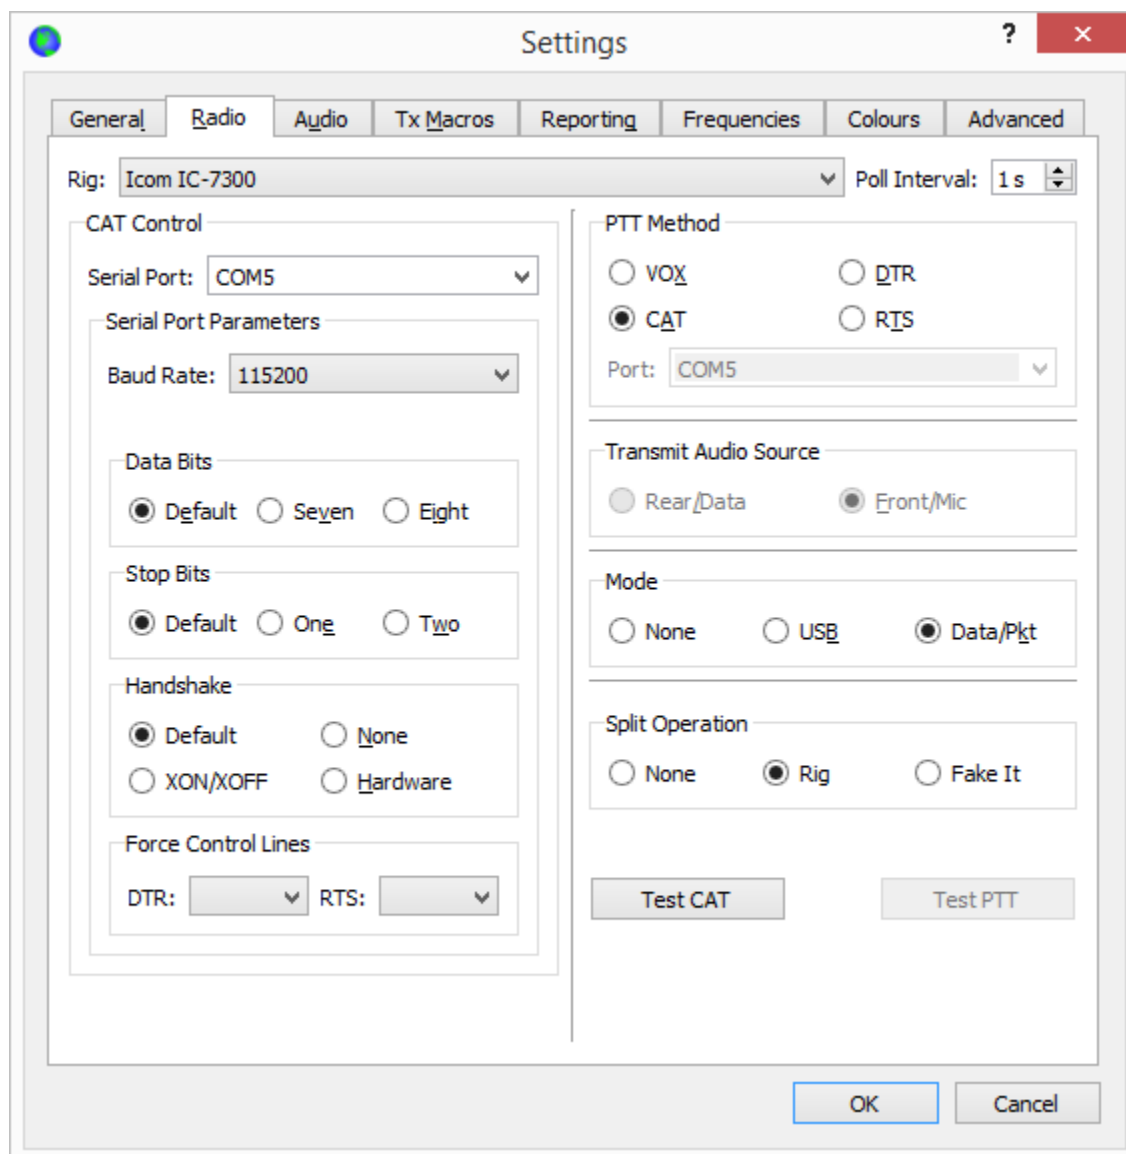 Settings
?
General Radio Audio Tx Macros Reporting Frequencies Colours Advanced
Rig: Icom IC-7300 Poll Interval: 1 s
CAT Control
Serial Port: COM5
Serial Port Parameters
Baud Rate: 115200
Data Bits
Default Seven Eight
Stop Bits
Default One Two
Handshake
Default None
XON/XOFF Hardware
Force Control Lines
DTR: RTS:
PTT Method
VOX DTR
CAT RTS
Port: COM5
Transmit Audio Source
Rear/Data Front/Mic
Mode
None USB Data/Pkt
Split Operation
None Rig Fake It
Test CAT Test PTT
OK Cancel